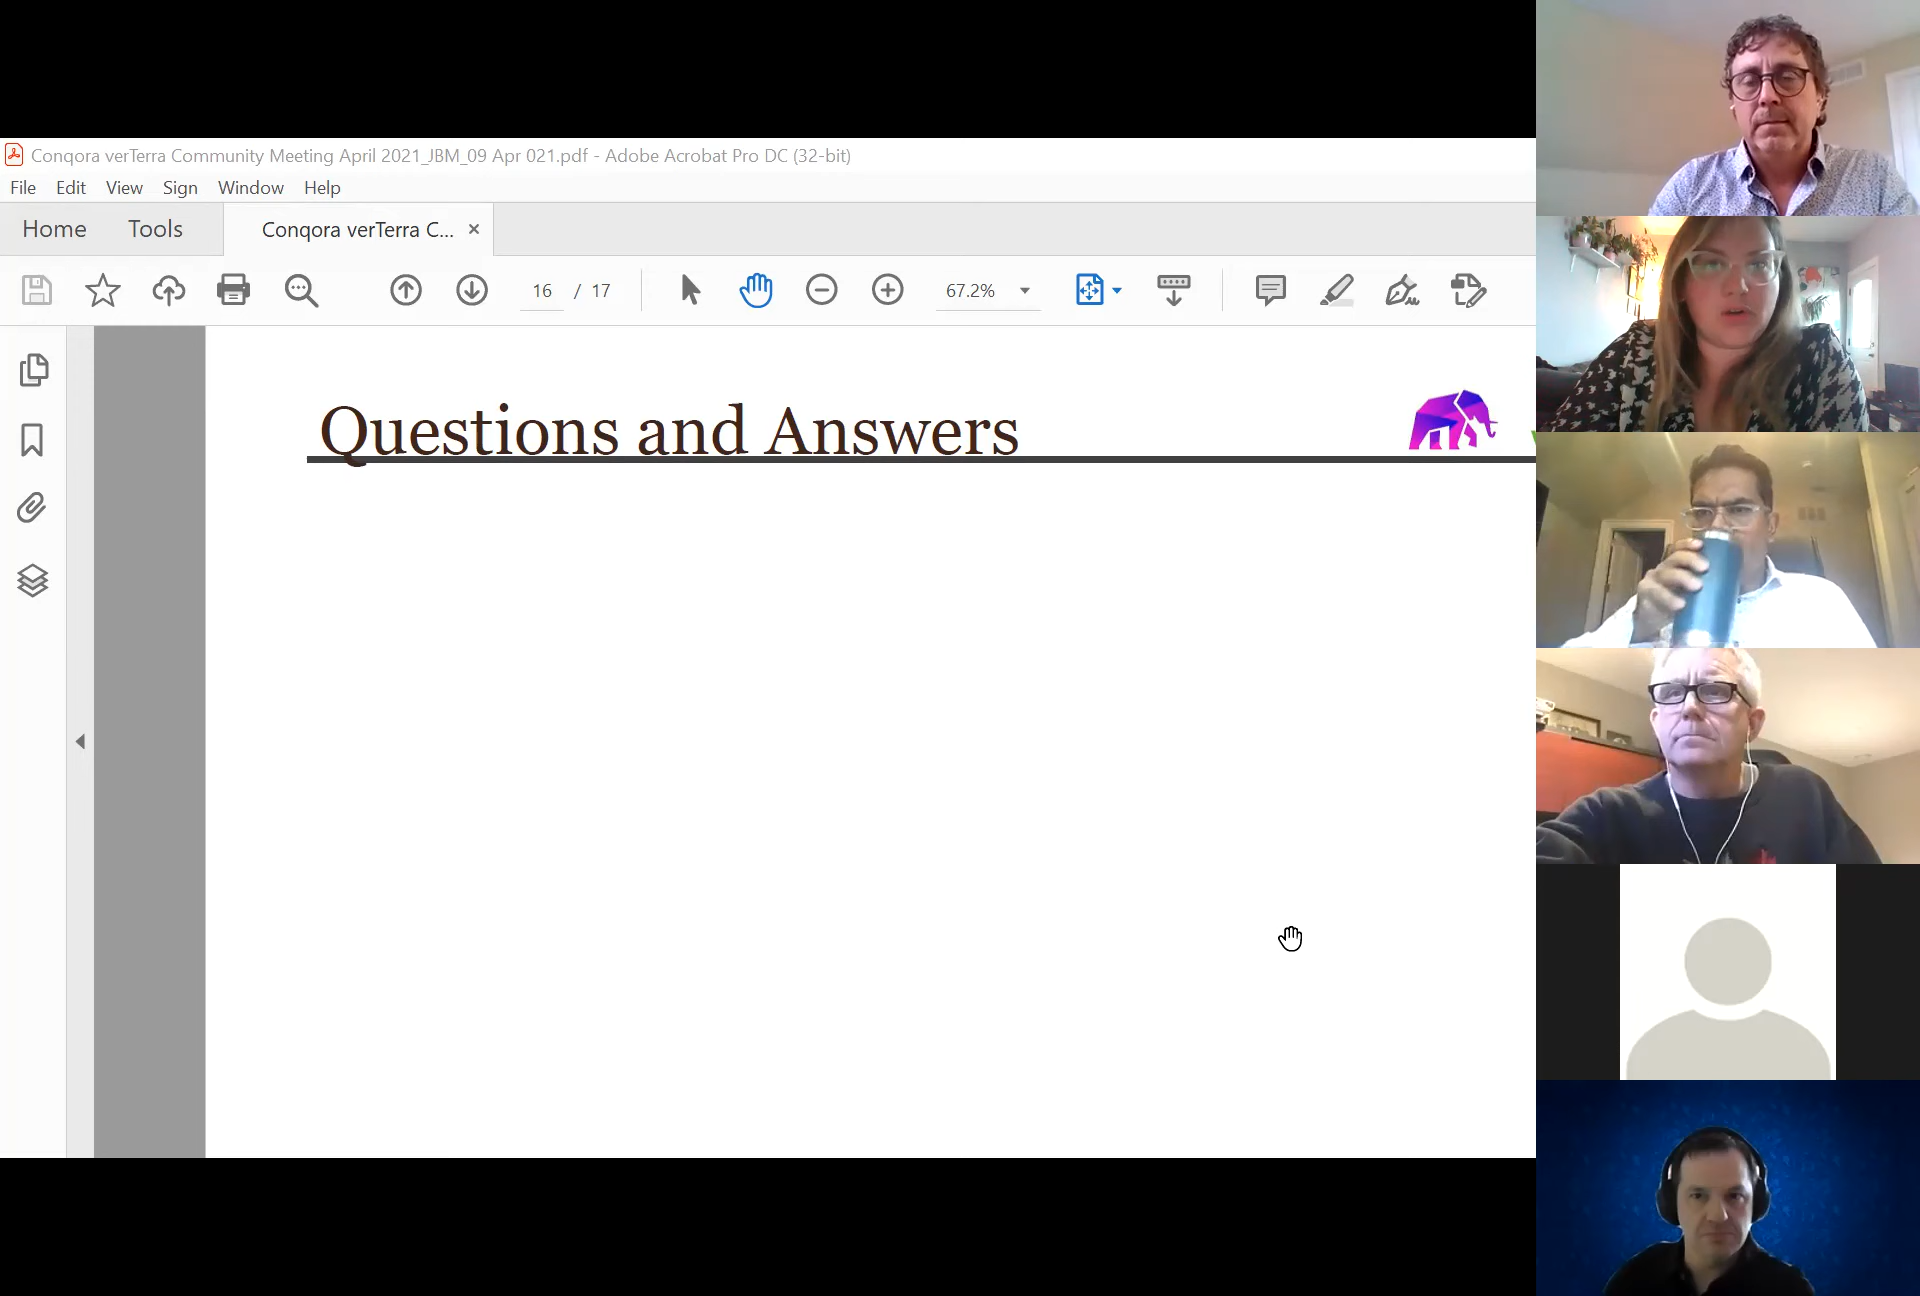 Conqora verTerra Community Meeting April 2021_JBM_09 Apr 021.pdf - Adobe Acrobat Pro DC (32-bit)
File Edit View Sign Window Help
Home Tools Conqora verTerra C... ×
16 / 17 67.2%
Questions and Answers